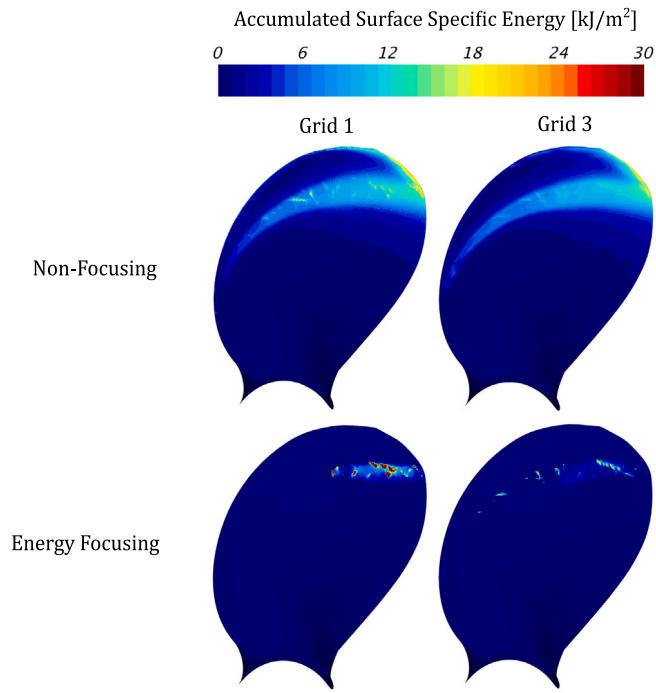 Accumulated Surface Specific Energy [kJ/m²]
0 6 12 18 24 30
Grid 1 Grid 3
Non-Focusing
Energy Focusing